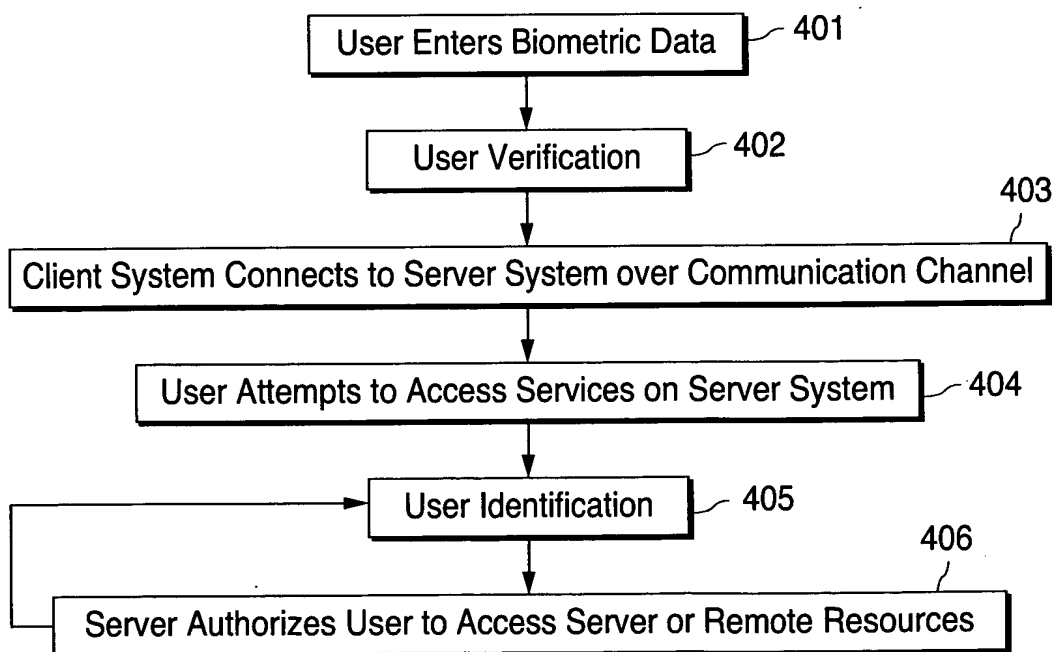 User Enters Biometric Data
401
User Verification
402
403
Client System Connects to Server System over Communication Channel
User Attempts to Access Services on Server System
404
User Identification
405
406
Server Authorizes User to Access Server or Remote Resources